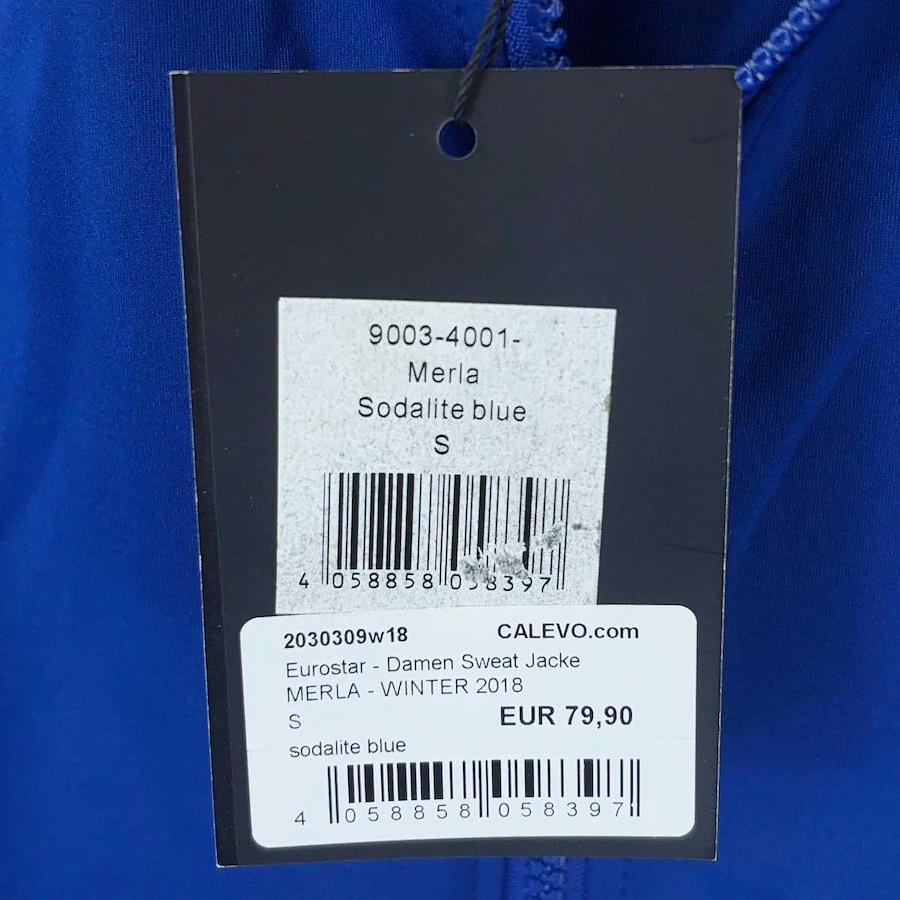 9003-4001-
Merla
Sodalite blue
S
4 058858 058397
2030309w18 CALEVO.com
Eurostar - Damen Sweat Jacke
MERLA - WINTER 2018
S EUR 79,90
sodalite blue
4 058858 058397